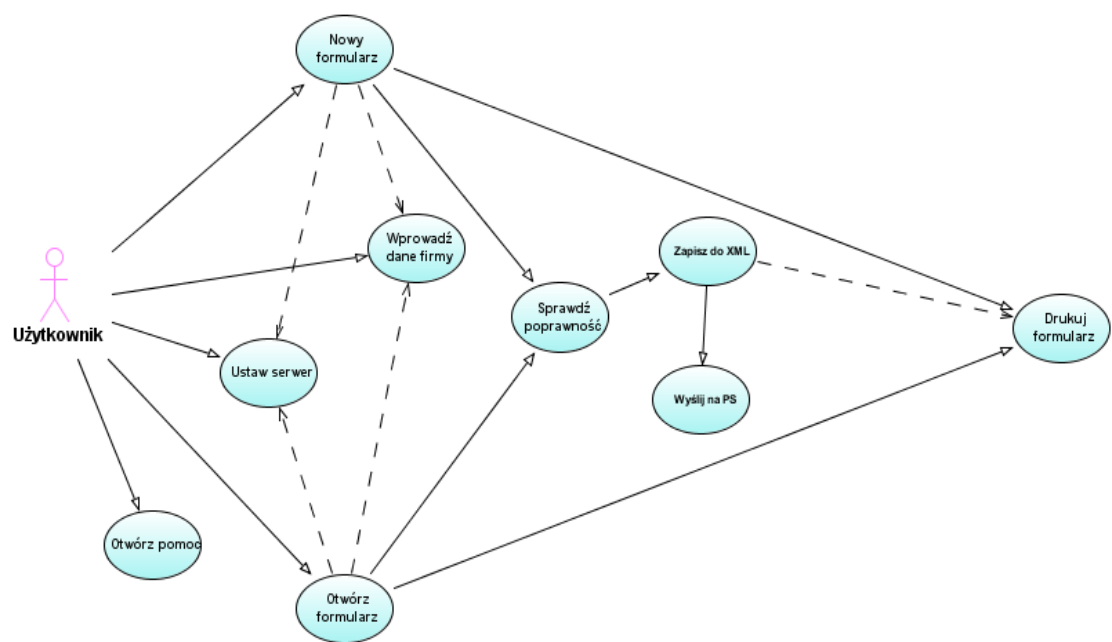 Nowy
formularz
Wprowadź
dane firmy
Zapisz do XML
Użytkownik
Sprawdź
poprawność
Drukuj
formularz
Ustaw serwer
Wyślij na PS
Otwórz pomoc
Otwórz
formularz